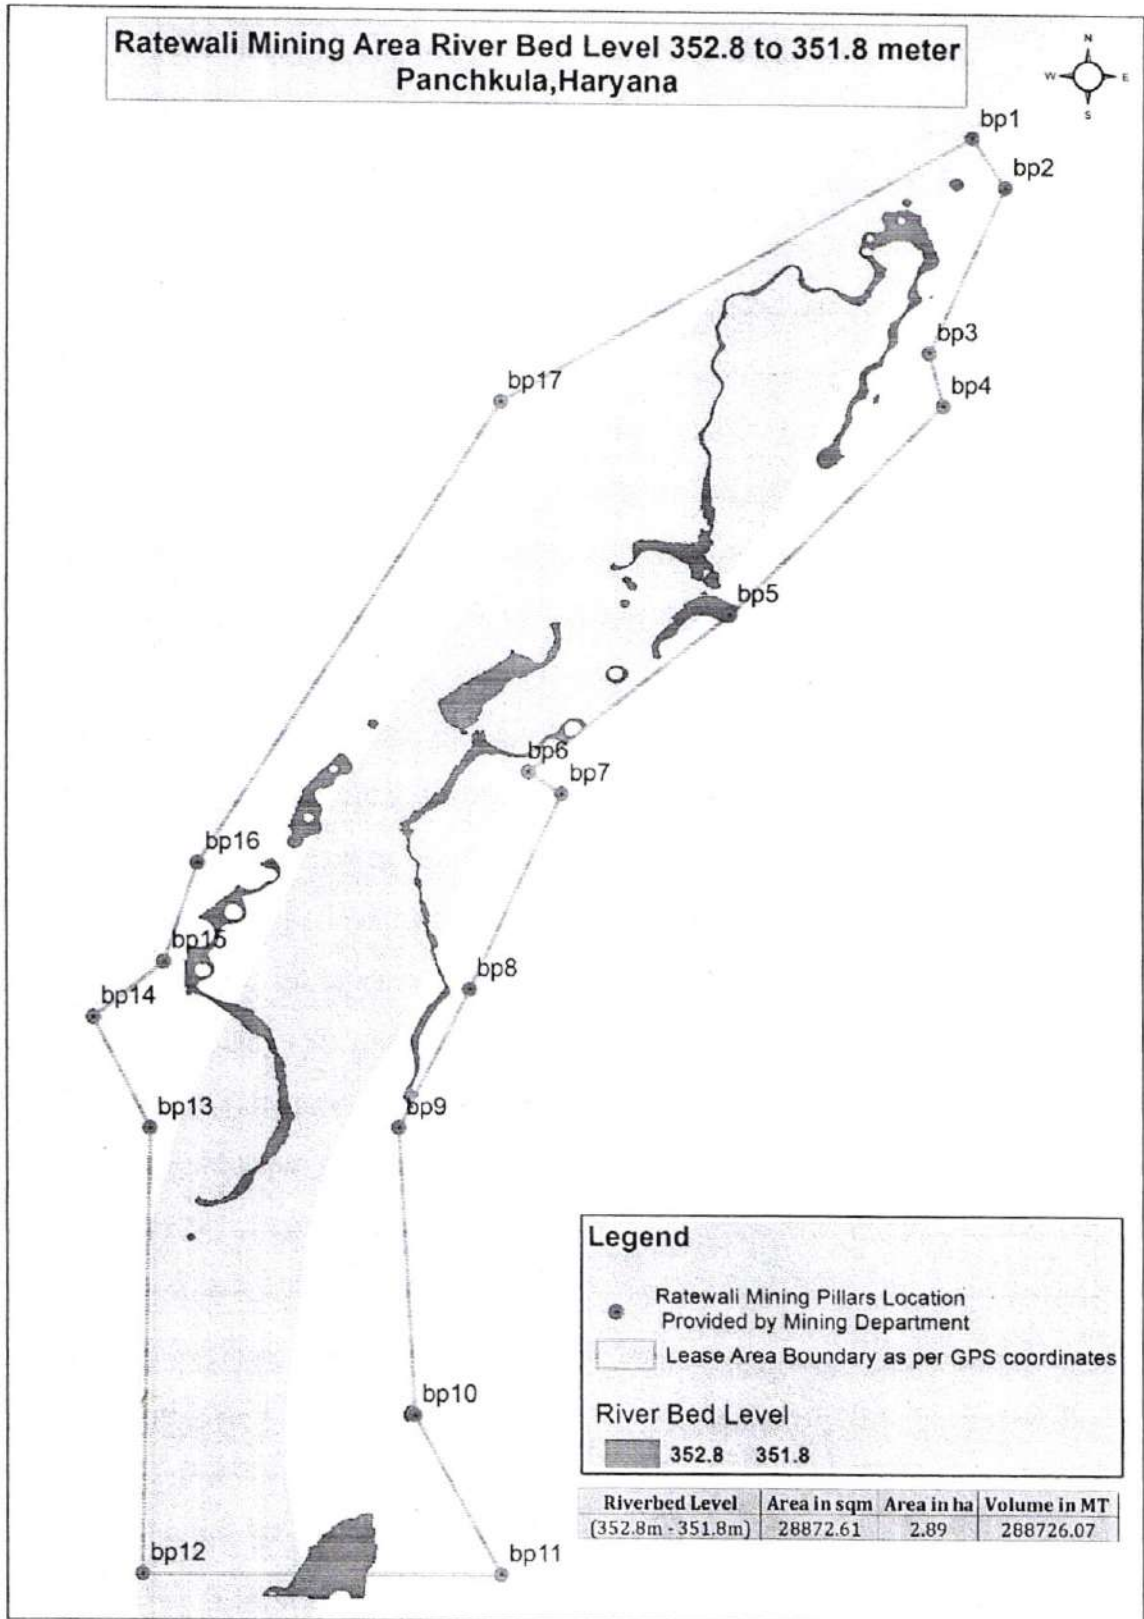 Ratewali Mining Area River Bed Level 352.8 to 351.8 meter
Panchkula,Haryana
N
W E
S
bp1
bp2
bp3
bp17
bp4
bp5
bp6
bp7
bp16
bp15
bp8
bp14
bp13
bp9
bp10
bp12
bp11
Legend
Ratewali Mining Pillars Location
Provided by Mining Department
Lease Area Boundary as per GPS coordinates
River Bed Level
352.8 351.8
Riverbed Level Area in sqm Area in ha Volume in MT
(352.8m - 351.8m) 28872.61 2.89 288726.07